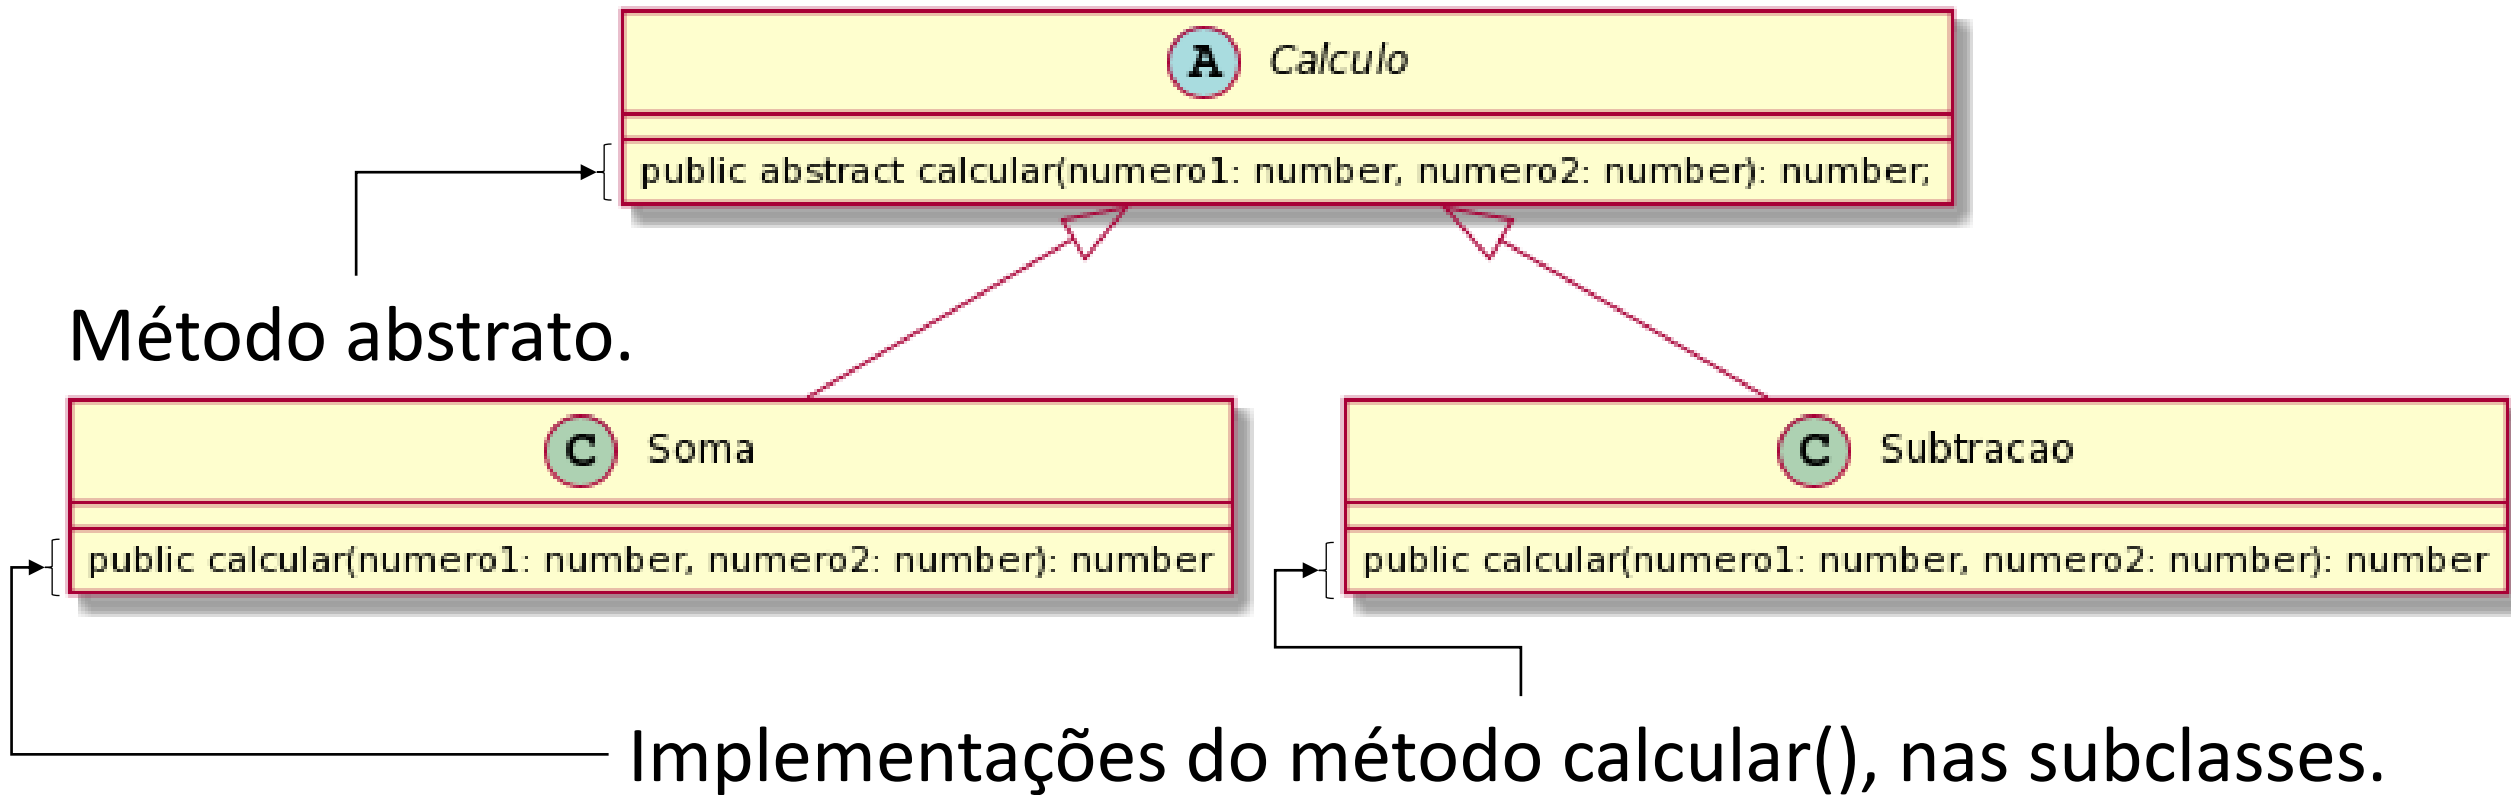 A Calculo
public abstract calcular(numero1: number, numero2: number): number;
Método abstrato.
C Soma
public calcular(numero1: number, numero2: number): number
C Subtracao
public calcular(numero1: number, numero2: number): number
Implementações do método calcular(), nas subclasses.